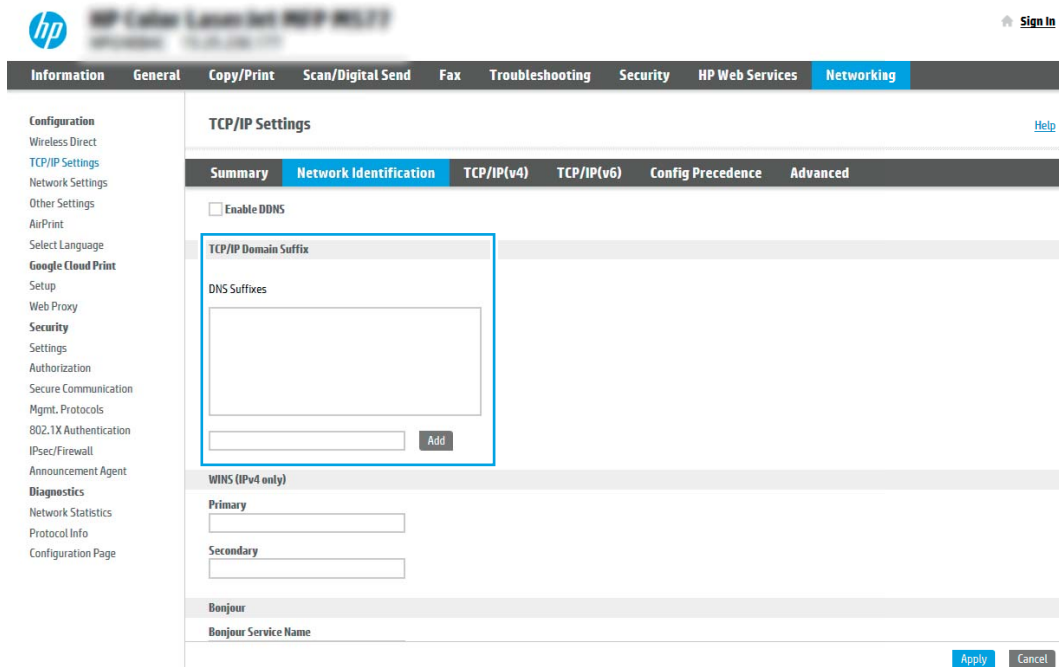 hp
Sign In
Information General Copy/Print Scan/Digital Send Fax Troubleshooting Security HP Web Services Networking
Configuration
Wireless Direct
TCP/IP Settings
Network Settings
Other Settings
AirPrint
Select Language
Google Cloud Print
Setup
Web Proxy
Security
Settings
Authorization
Secure Communication
Mgmt. Protocols
802.1X Authentication
IPsec/Firewall
Announcement Agent
Diagnostics
Network Statistics
Protocol Info
Configuration Page
TCP/IP Settings
Help
Summary Network Identification TCP/IP(v4) TCP/IP(v6) Config Precedence Advanced
Enable DDNS
TCP/IP Domain Suffix
DNS Suffixes
Add
WINS (IPv4 only)
Primary
Secondary
Bonjour
Bonjour Service Name
Apply Cancel